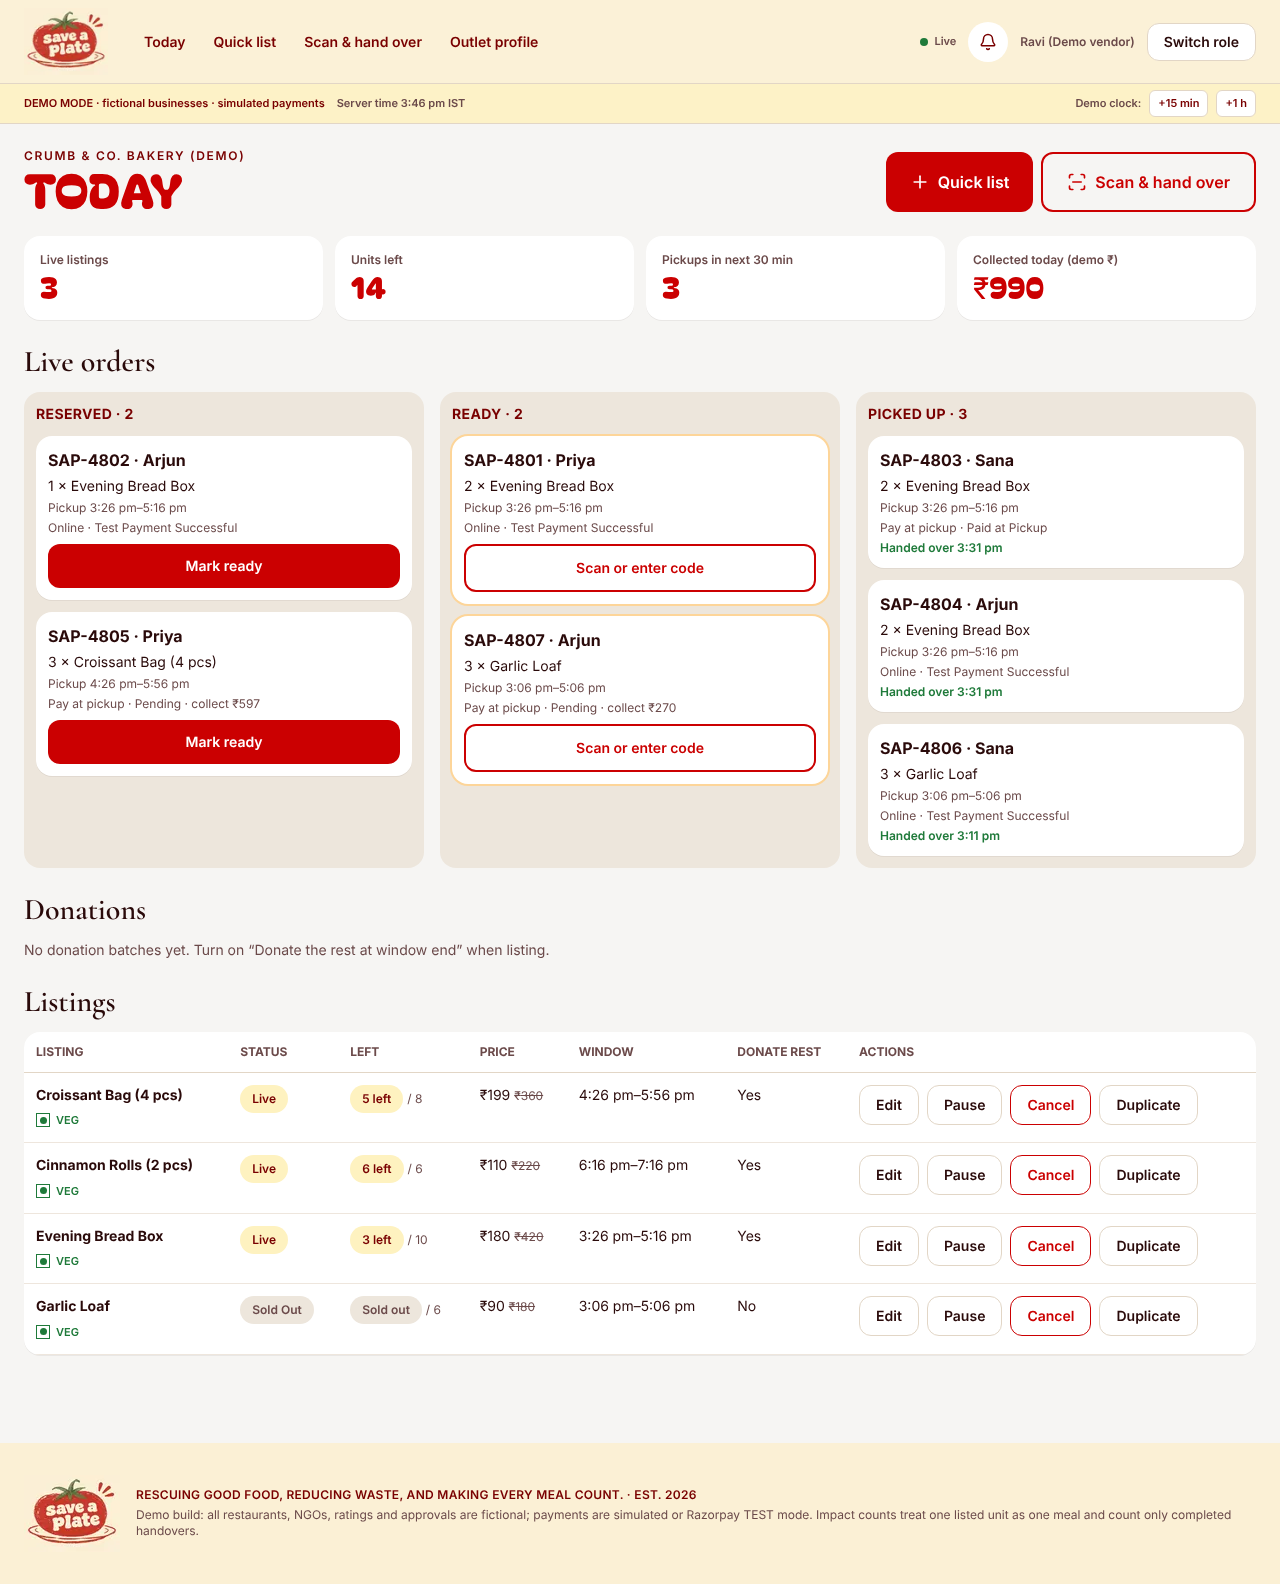 save a plate
Today
Quick list
Scan & hand over
Outlet profile
Live
Ravi (Demo vendor)
Switch role
DEMO MODE · fictional businesses · simulated payments
Server time 3:46 pm IST
Demo clock:
+15 min
+1 h
CRUMB & CO. BAKERY (DEMO)
TODAY
Quick list
Scan & hand over
Live listings
3
Units left
14
Pickups in next 30 min
3
Collected today (demo ₹)
₹990
Live orders
RESERVED · 2
SAP-4802 · Arjun
1 × Evening Bread Box
Pickup 3:26 pm–5:16 pm
Online · Test Payment Successful
Mark ready
SAP-4805 · Priya
3 × Croissant Bag (4 pcs)
Pickup 4:26 pm–5:56 pm
Pay at pickup · Pending · collect ₹597
Mark ready
READY · 2
SAP-4801 · Priya
2 × Evening Bread Box
Pickup 3:26 pm–5:16 pm
Online · Test Payment Successful
Scan or enter code
SAP-4807 · Arjun
3 × Garlic Loaf
Pickup 3:06 pm–5:06 pm
Pay at pickup · Pending · collect ₹270
Scan or enter code
PICKED UP · 3
SAP-4803 · Sana
2 × Evening Bread Box
Pickup 3:26 pm–5:16 pm
Pay at pickup · Paid at Pickup
Handed over 3:31 pm
SAP-4804 · Arjun
2 × Evening Bread Box
Pickup 3:26 pm–5:16 pm
Online · Test Payment Successful
Handed over 3:31 pm
SAP-4806 · Sana
3 × Garlic Loaf
Pickup 3:06 pm–5:06 pm
Online · Test Payment Successful
Handed over 3:11 pm
Donations
No donation batches yet. Turn on “Donate the rest at window end” when listing.
Listings
LISTING STATUS LEFT PRICE WINDOW DONATE REST ACTIONS
Croissant Bag (4 pcs) Live 5 left / 8 ₹199 ₹360 4:26 pm–5:56 pm Yes Edit Pause Cancel Duplicate
VEG
Cinnamon Rolls (2 pcs) Live 6 left / 6 ₹110 ₹220 6:16 pm–7:16 pm Yes Edit Pause Cancel Duplicate
VEG
Evening Bread Box Live 3 left / 10 ₹180 ₹420 3:26 pm–5:16 pm Yes Edit Pause Cancel Duplicate
VEG
Garlic Loaf Sold Out Sold out / 6 ₹90 ₹180 3:06 pm–5:06 pm No Edit Pause Cancel Duplicate
VEG
save a plate
RESCUING GOOD FOOD, REDUCING WASTE, AND MAKING EVERY MEAL COUNT. · EST. 2026
Demo build: all restaurants, NGOs, ratings and approvals are fictional; payments are simulated or Razorpay TEST mode. Impact counts treat one listed unit as one meal and count only completed
handovers.